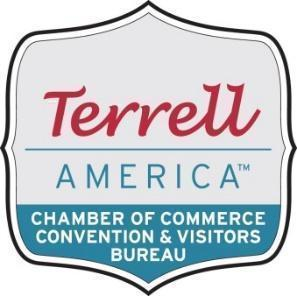 Terrell
AMERICA™
CHAMBER OF COMMERCE
CONVENTION & VISITORS
BUREAU